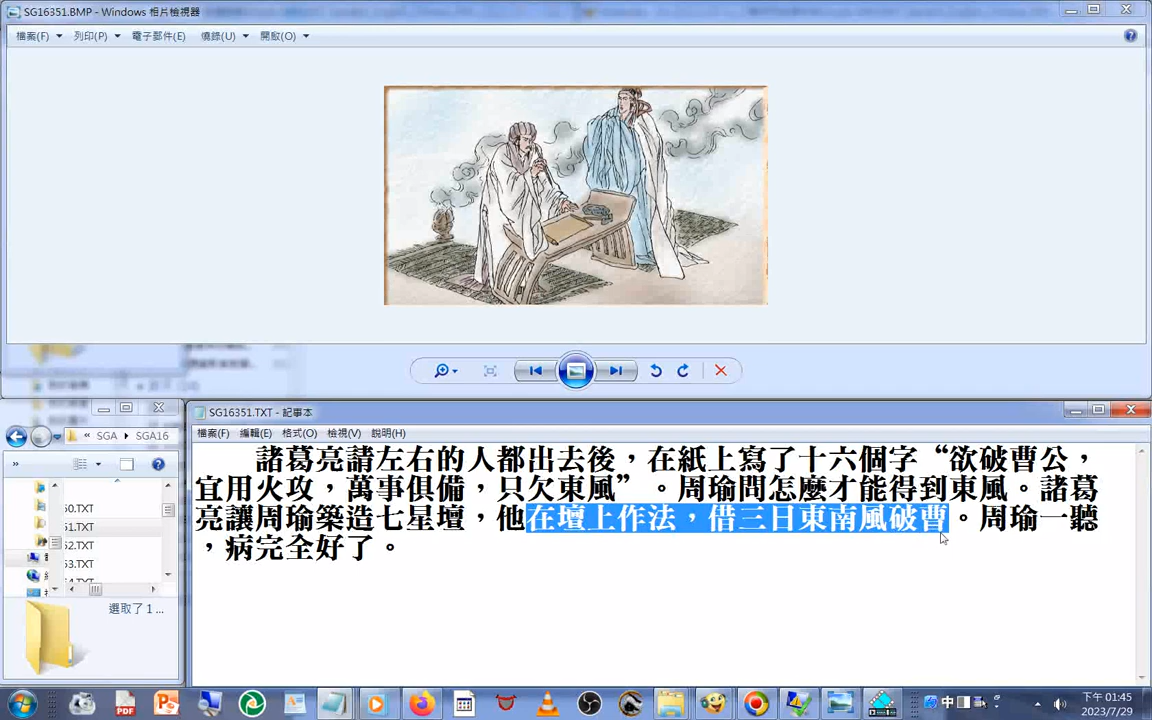 SG16351.BMP - Windows 相片檢視器
檔案(F) 列印(P) 電子郵件(E) 燒錄(U) 開啟(O)
SG16351.TXT - 記事本
« SGA SGA16
檔案(F) 編輯(E) 格式(O) 檢視(V) 說明(H)
諸葛亮請左右的人都出去後，在紙上寫了十六個字“欲破曹公，
宜用火攻，萬事俱備，只欠東風”。周瑜問怎麼才能得到東風。諸葛
亮讓周瑜築造七星壇，他在壇上作法，借三日東南風破曹。周瑜一聽
，病完全好了。
50.TXT
51.TXT
52.TXT
53.TXT
選取了 1 ...
PDF
中
下午 01:45
2023/7/29